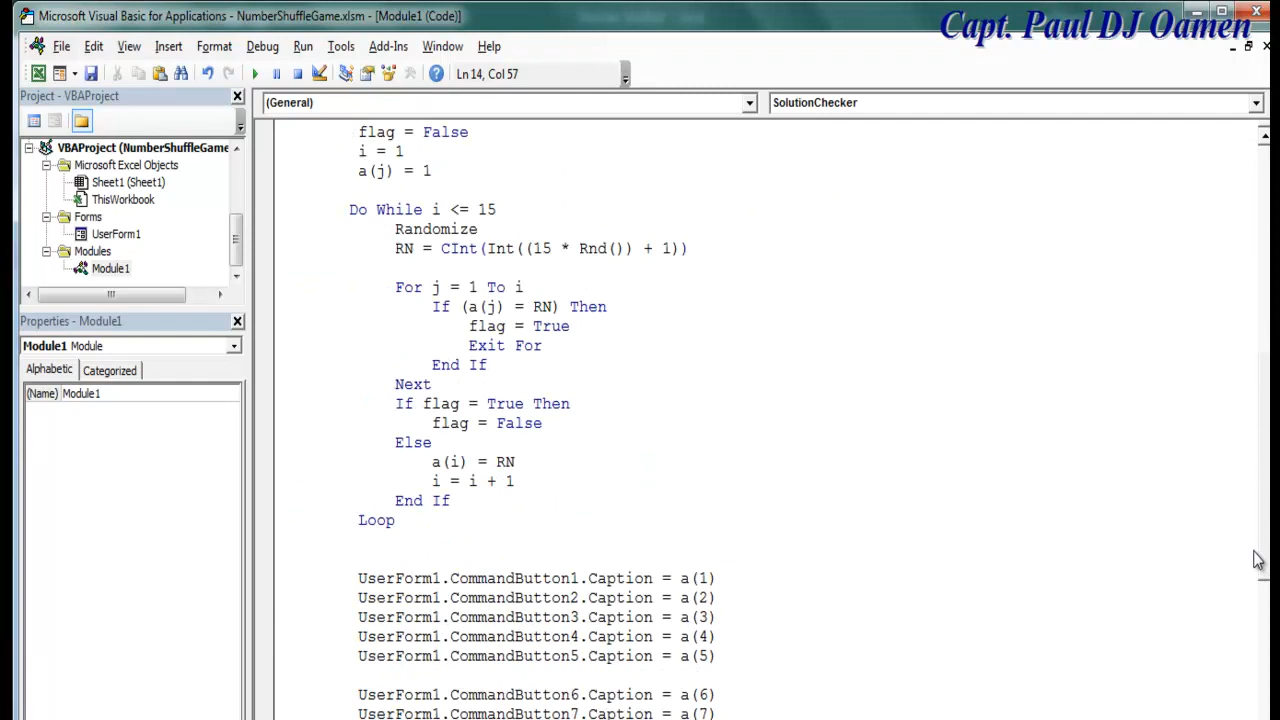 Microsoft Visual Basic for Applications - NumberShuffleGame.xlsm - [Module1 (Code)]
Capt. Paul DJ Oamen
File Edit View Insert Format Debug Run Tools Add-Ins Window Help
Ln 14, Col 57
Project - VBAProject
(General)
SolutionChecker
VBAProject (NumberShuffleGame
Microsoft Excel Objects
Sheet1 (Sheet1)
ThisWorkbook
Forms
UserForm1
Modules
Module1
Properties - Module1
Module1 Module
Alphabetic Categorized
(Name) Module1
flag = False
i = 1
a(j) = 1
Do While i <= 15
Randomize
RN = CInt(Int((15 * Rnd()) + 1))
For j = 1 To i
If (a(j) = RN) Then
flag = True
Exit For
End If
Next
If flag = True Then
flag = False
Else
a(i) = RN
i = i + 1
End If
Loop
UserForm1.CommandButton1.Caption = a(1)
UserForm1.CommandButton2.Caption = a(2)
UserForm1.CommandButton3.Caption = a(3)
UserForm1.CommandButton4.Caption = a(4)
UserForm1.CommandButton5.Caption = a(5)
UserForm1.CommandButton6.Caption = a(6)
UserForm1.CommandButton7.Caption = a(7)